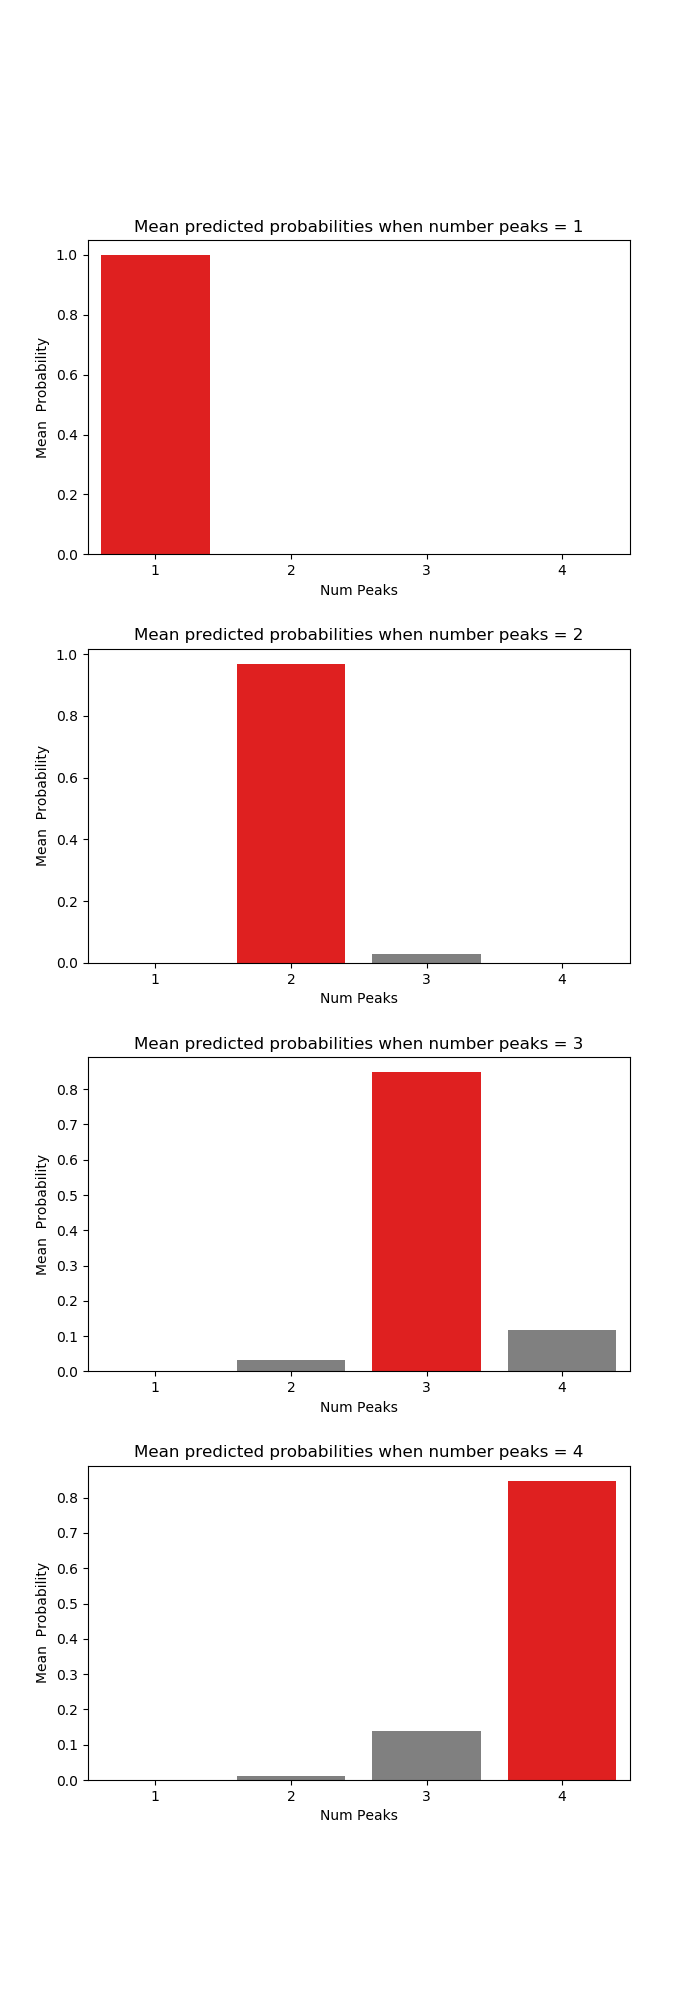 Mean predicted probabilities when number peaks = 1
1.0
0.8
0.6
0.4
0.2
0.0
Mean  Probability
1 2 3 4
Num Peaks
Mean predicted probabilities when number peaks = 2
1.0
0.8
0.6
0.4
0.2
0.0
Mean  Probability
1 2 3 4
Num Peaks
Mean predicted probabilities when number peaks = 3
0.8
0.7
0.6
0.5
0.4
0.3
0.2
0.1
0.0
Mean  Probability
1 2 3 4
Num Peaks
Mean predicted probabilities when number peaks = 4
0.8
0.7
0.6
0.5
0.4
0.3
0.2
0.1
0.0
Mean  Probability
1 2 3 4
Num Peaks